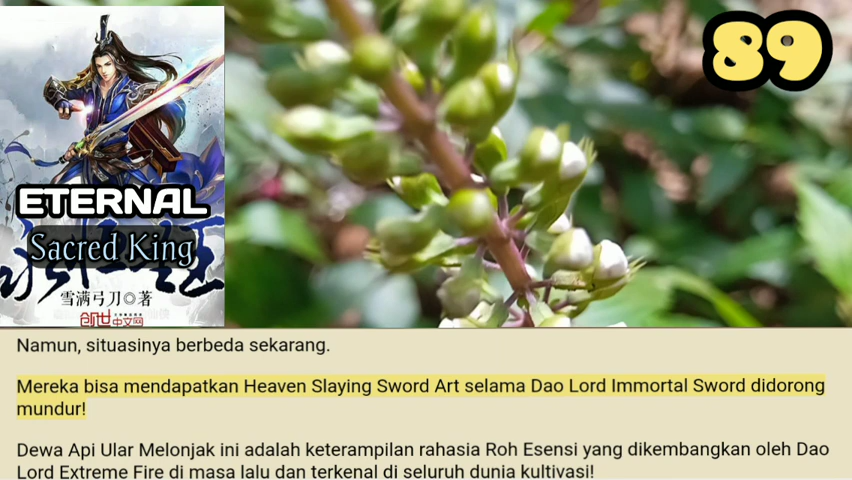 89
ETERNAL
Sacred King
雪满弓刀◎著
创世中文网
Namun, situasinya berbeda sekarang.
Mereka bisa mendapatkan Heaven Slaying Sword Art selama Dao Lord Immortal Sword didorong
mundur!
Dewa Api Ular Melonjak ini adalah keterampilan rahasia Roh Esensi yang dikembangkan oleh Dao
Lord Extreme Fire di masa lalu dan terkenal di seluruh dunia kultivasi!